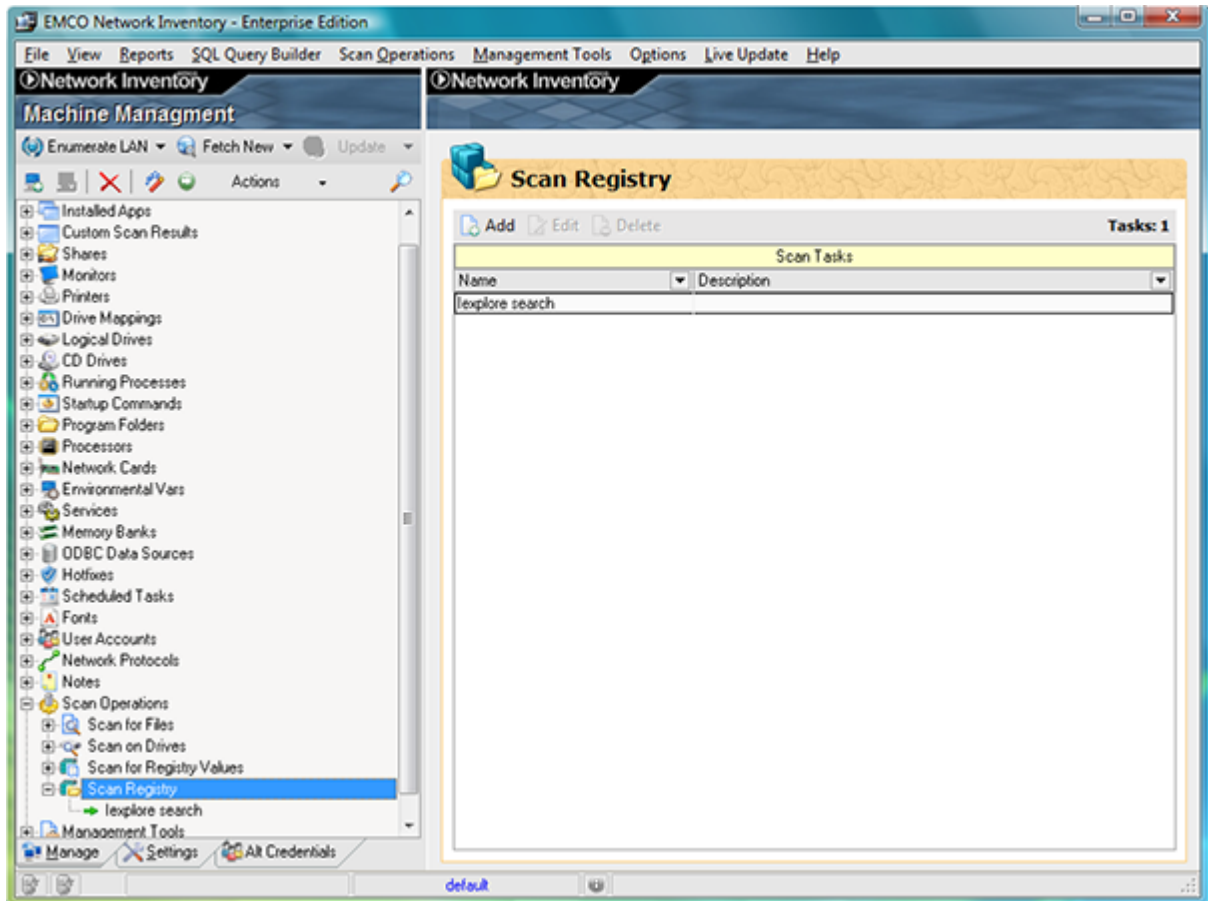 EMCO Network Inventory - Enterprise Edition
File View Reports SQL Query Builder Scan Operations Management Tools Options Live Update Help
Network Inventory
Machine Managment
Enumerate LAN Fetch New Update
Actions
Installed Apps
Custom Scan Results
Shares
Monitors
Printers
Drive Mappings
Logical Drives
CD Drives
Running Processes
Startup Commands
Program Folders
Processors
Network Cards
Environmental Vars
Services
Memory Banks
ODBC Data Sources
Hotfixes
Scheduled Tasks
Fonts
User Accounts
Network Protocols
Notes
Scan Operations
Scan for Files
Scan on Drives
Scan for Registry Values
Scan Registry
Iexplore search
Management Tools
Manage Settings Alt Credentials
Network Inventory
Scan Registry
Add Edit Delete Tasks: 1
Scan Tasks
Name Description
Iexplore search
default